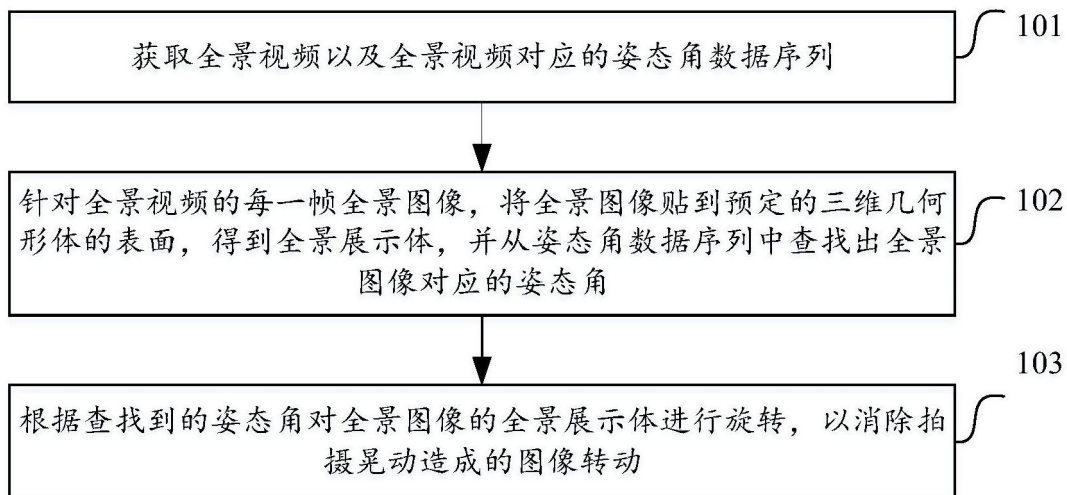 获取全景视频以及全景视频对应的姿态角数据序列
101
针对全景视频的每一帧全景图像，将全景图像贴到预定的三维几何
形体的表面，得到全景展示体，并从姿态角数据序列中查找出全景
图像对应的姿态角
102
根据查找到的姿态角对全景图像的全景展示体进行旋转，以消除拍
摄晃动造成的图像转动
103